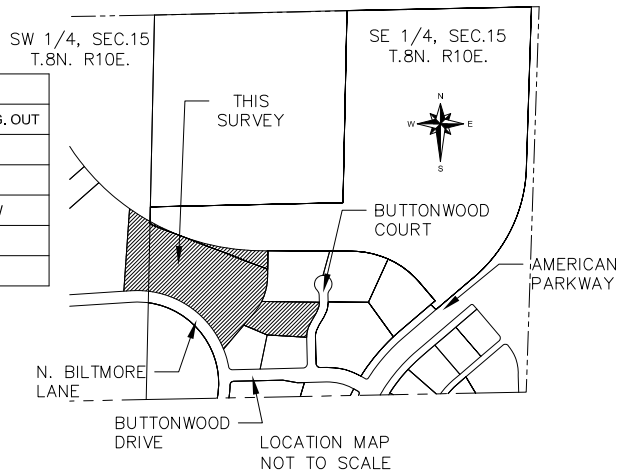 SW 1/4, SEC.15
T.8N. R10E.
SE 1/4, SEC.15
T.8N. R10E.
G. OUT
THIS
SURVEY
N
W
E
S
BUTTONWOOD
COURT
AMERICAN
PARKWAY
N. BILTMORE
LANE
BUTTONWOOD
DRIVE
LOCATION MAP
NOT TO SCALE